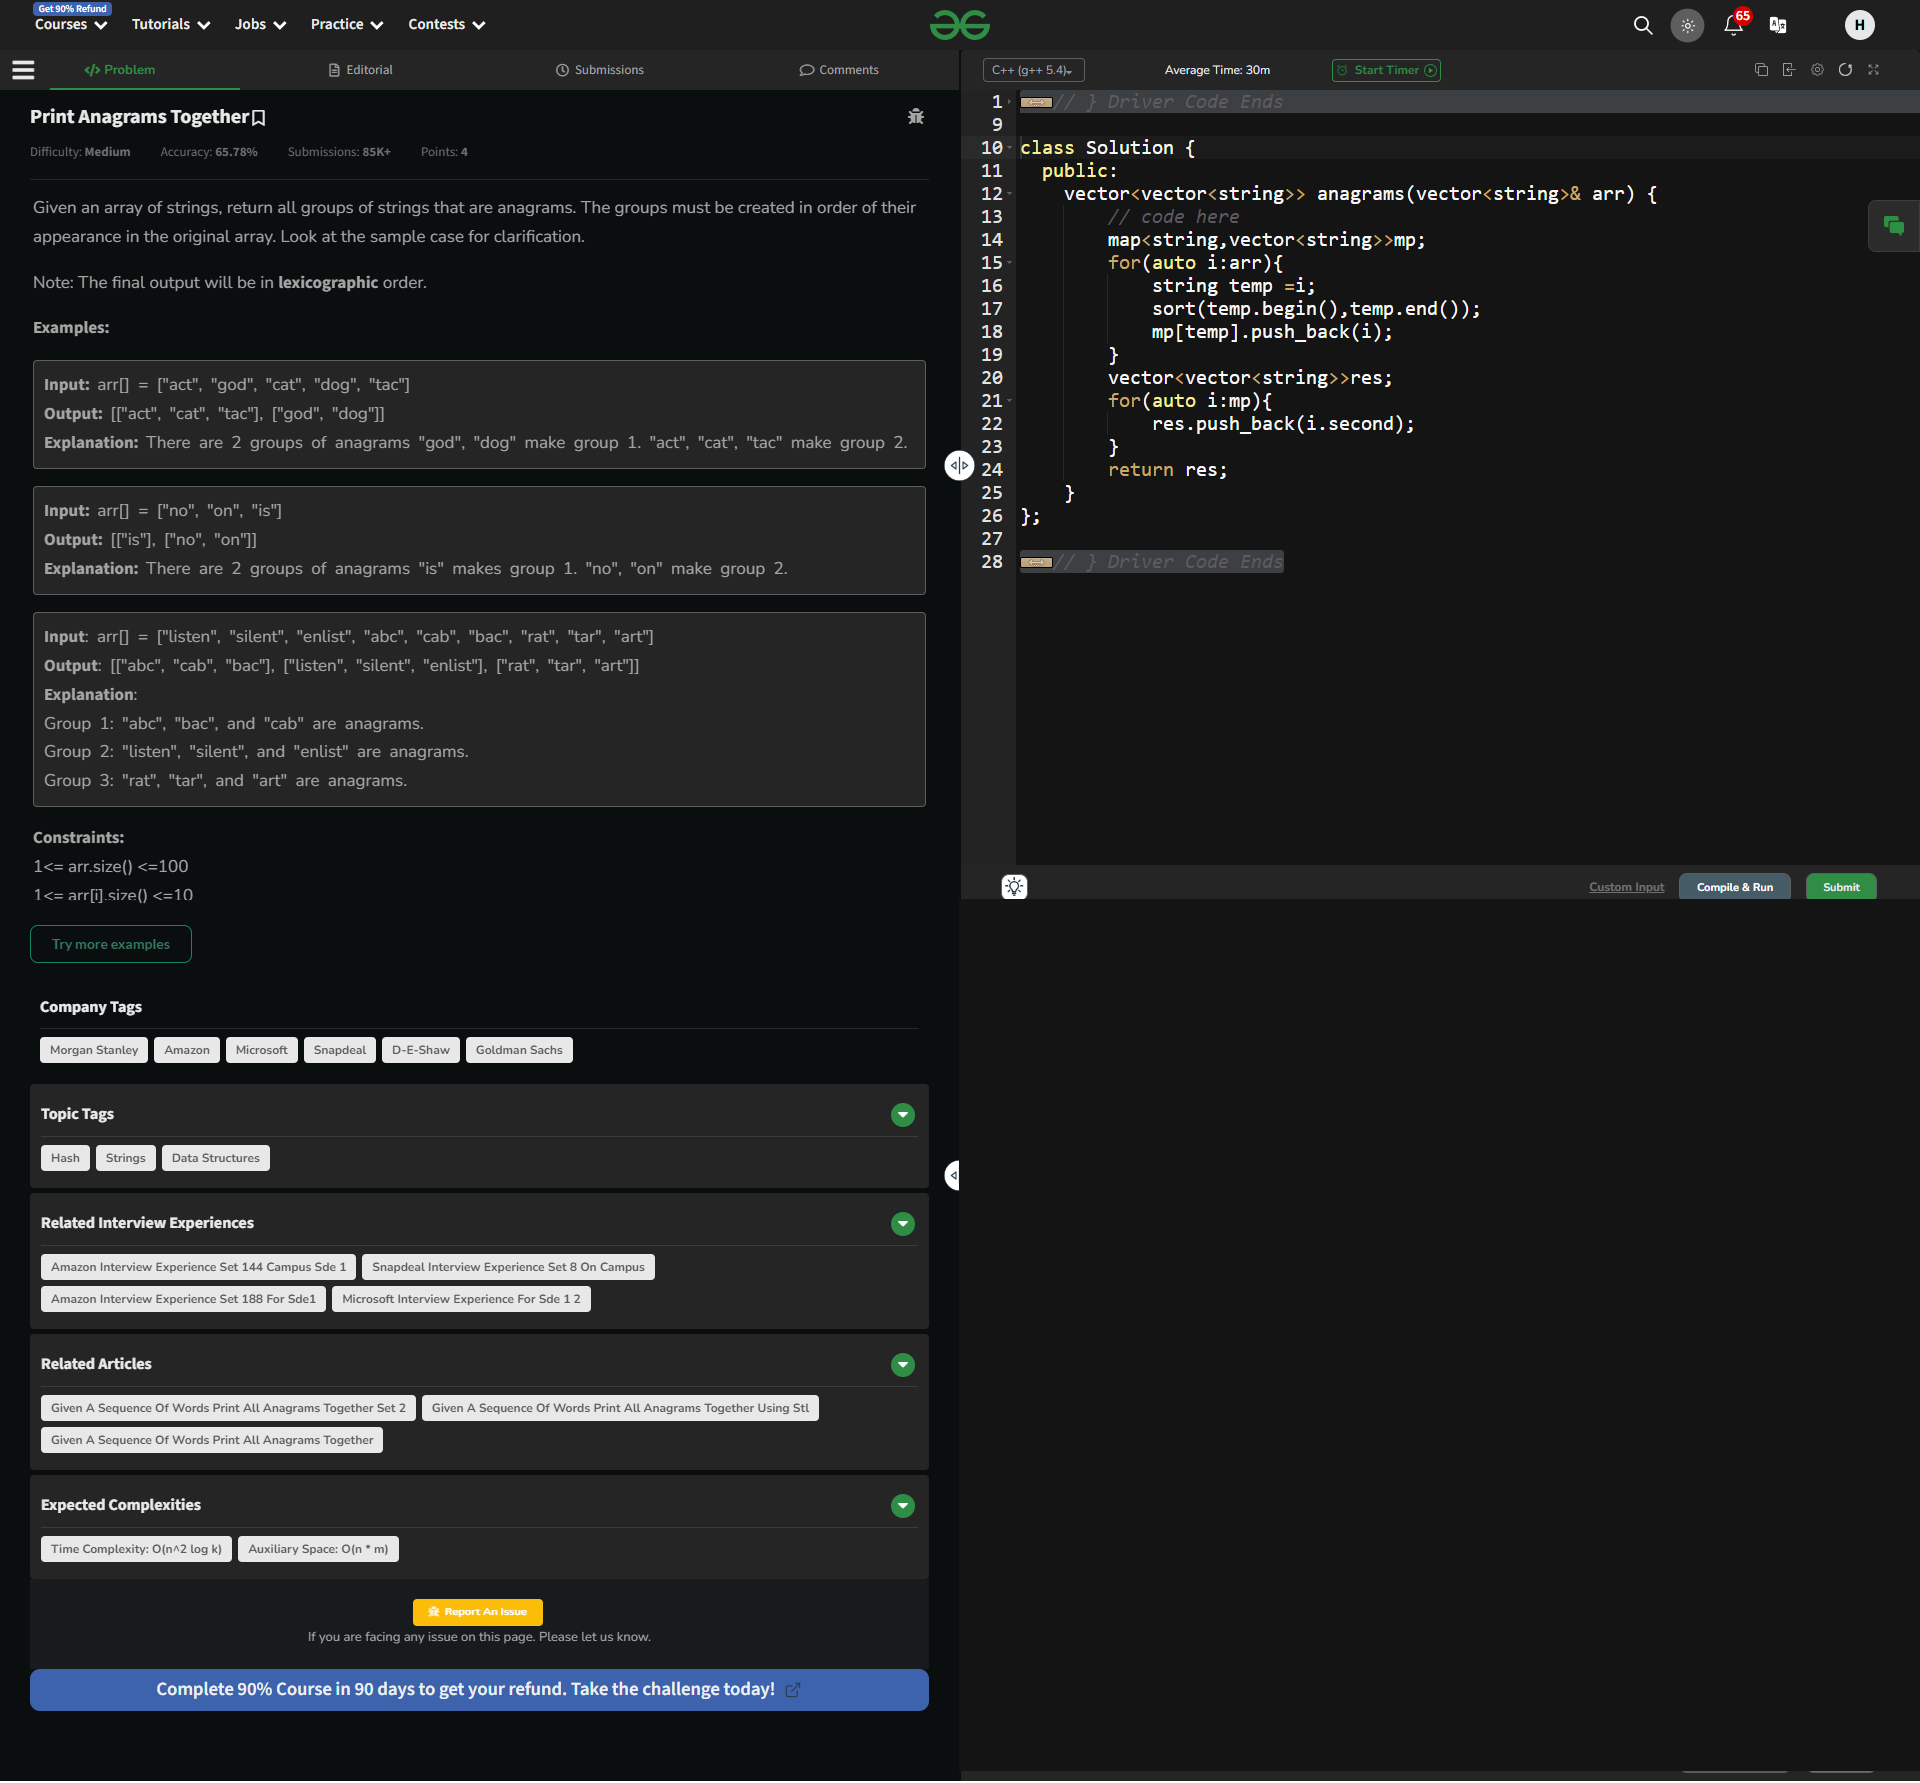 Get 90% Refund
Courses Tutorials Jobs Practice Contests
65
H
</> Problem Editorial Submissions Comments
Print Anagrams Together
Difficulty: Medium Accuracy: 65.78% Submissions: 85K+ Points: 4
Given an array of strings, return all groups of strings that are anagrams. The groups must be created in order of their
appearance in the original array. Look at the sample case for clarification.
Note: The final output will be in lexicographic order.
Examples:
Input: arr[] = ["act", "god", "cat", "dog", "tac"]
Output: [["act", "cat", "tac"], ["god", "dog"]]
Explanation: There are 2 groups of anagrams "god", "dog" make group 1. "act", "cat", "tac" make group 2.
Input: arr[] = ["no", "on", "is"]
Output: [["is"], ["no", "on"]]
Explanation: There are 2 groups of anagrams "is" makes group 1. "no", "on" make group 2.
Input: arr[] = ["listen", "silent", "enlist", "abc", "cab", "bac", "rat", "tar", "art"]
Output: [["abc", "cab", "bac"], ["listen", "silent", "enlist"], ["rat", "tar", "art"]]
Explanation:
Group 1: "abc", "bac", and "cab" are anagrams.
Group 2: "listen", "silent", and "enlist" are anagrams.
Group 3: "rat", "tar", and "art" are anagrams.
Constraints:
1<= arr.size() <=100
1<= arr[i].size() <=10
Try more examples
Company Tags
Morgan Stanley Amazon Microsoft Snapdeal D-E-Shaw Goldman Sachs
Topic Tags
Hash Strings Data Structures
Related Interview Experiences
Amazon Interview Experience Set 144 Campus Sde 1 Snapdeal Interview Experience Set 8 On Campus
Amazon Interview Experience Set 188 For Sde1 Microsoft Interview Experience For Sde 1 2
Related Articles
Given A Sequence Of Words Print All Anagrams Together Set 2 Given A Sequence Of Words Print All Anagrams Together Using Stl
Given A Sequence Of Words Print All Anagrams Together
Expected Complexities
Time Complexity: O(n^2 log k) Auxiliary Space: O(n * m)
Report An Issue
If you are facing any issue on this page. Please let us know.
Complete 90% Course in 90 days to get your refund. Take the challenge today!
C++ (g++ 5.4) Average Time: 30m Start Timer
1 // } Driver Code Ends
9
10 class Solution {
11 public:
12 vector<vector<string>> anagrams(vector<string>& arr) {
13 // code here
14 map<string,vector<string>>mp;
15 for(auto i:arr){
16 string temp =i;
17 sort(temp.begin(),temp.end());
18 mp[temp].push_back(i);
19 }
20 vector<vector<string>>res;
21 for(auto i:mp){
22 res.push_back(i.second);
23 }
24 return res;
25 }
26 };
27
28 // } Driver Code Ends
Custom Input Compile & Run Submit